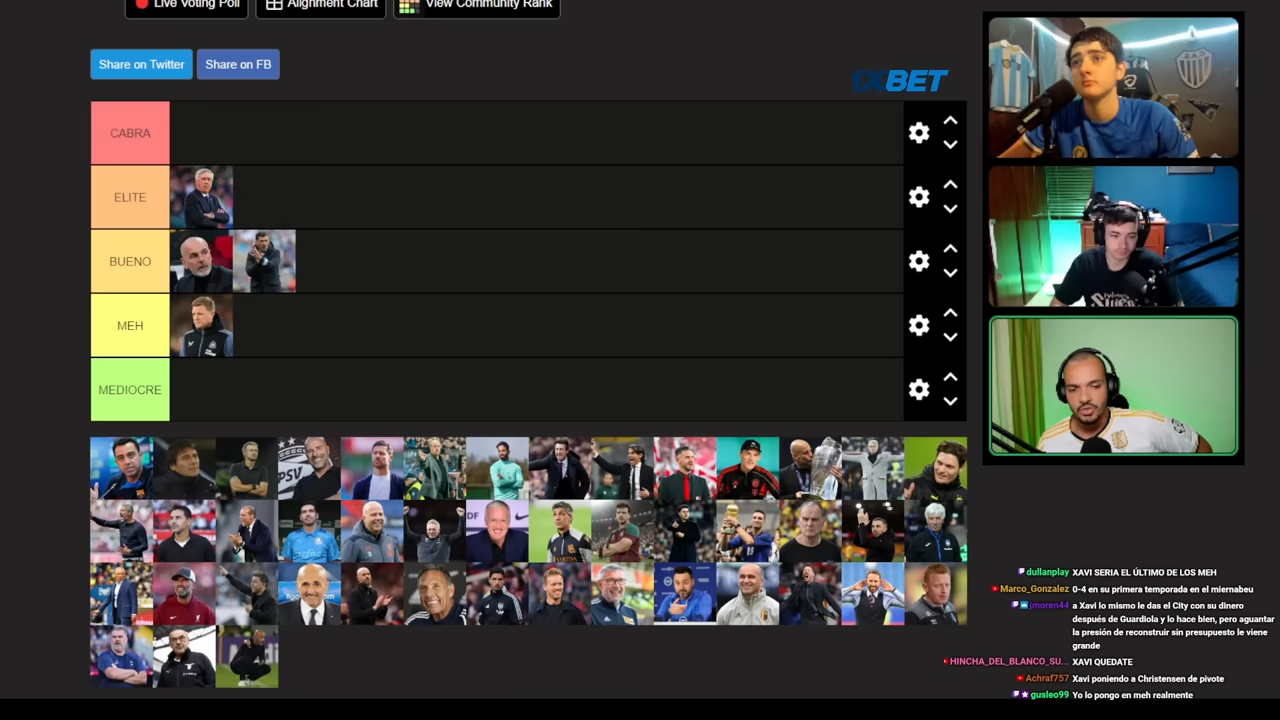 Live Voting Poll
Alignment Chart
View Community Rank
Share on Twitter
Share on FB
1XBET
CABRA
ELITE
BUENO
MEH
MEDIOCRE
PSV
dullanplay XAVI SERIA EL ÚLTIMO DE LOS MEH
Marco_Gonzalez 0-4 en su primera temporada en el miernabeu
jmoren44 a Xavi lo mismo le das el City con su dinero
después de Guardiola y lo hace bien, pero aguantar
la presión de reconstruir sin presupuesto le viene
grande
HINCHA_DEL_BLANCO_SU... XAVI QUEDATE
Achraf757 Xavi poniendo a Christensen de pivote
gusleo99 Yo lo pongo en meh realmente